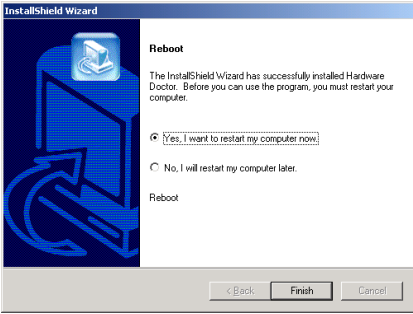 InstallShield Wizard
Reboot
The InstallShield Wizard has successfully installed Hardware
Doctor. Before you can use the program, you must restart your
computer.
Yes, I want to restart my computer now.
No, I will restart my computer later.
Reboot
< Back
Finish
Cancel